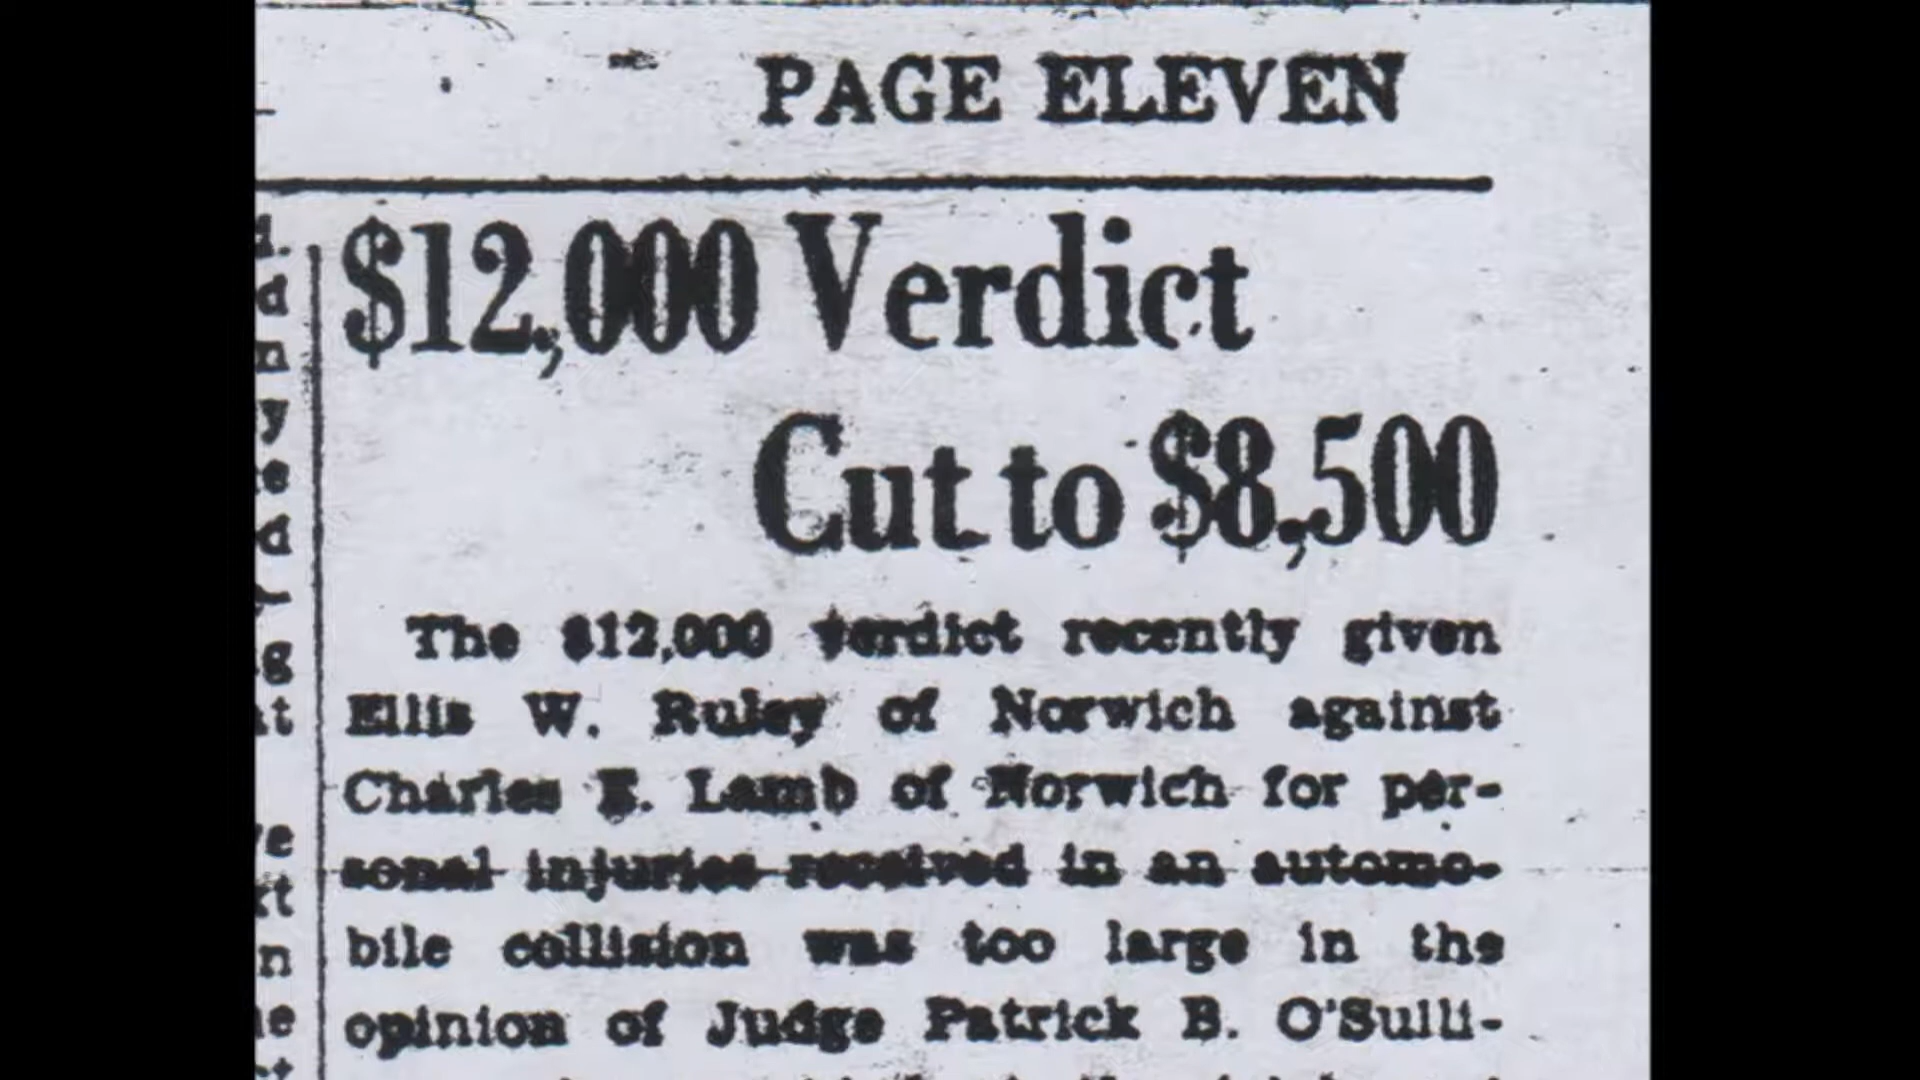 PAGE ELEVEN
$12,000 Verdict
Cut to $8,500
The $12,000 verdict recently given
Ellis W. Ruley of Norwich against
Charles E. Lamb of Norwich for per-
sonal injuries received in an automo-
bile collision was too large in the
opinion of Judge Patrick B. O'Sulli-